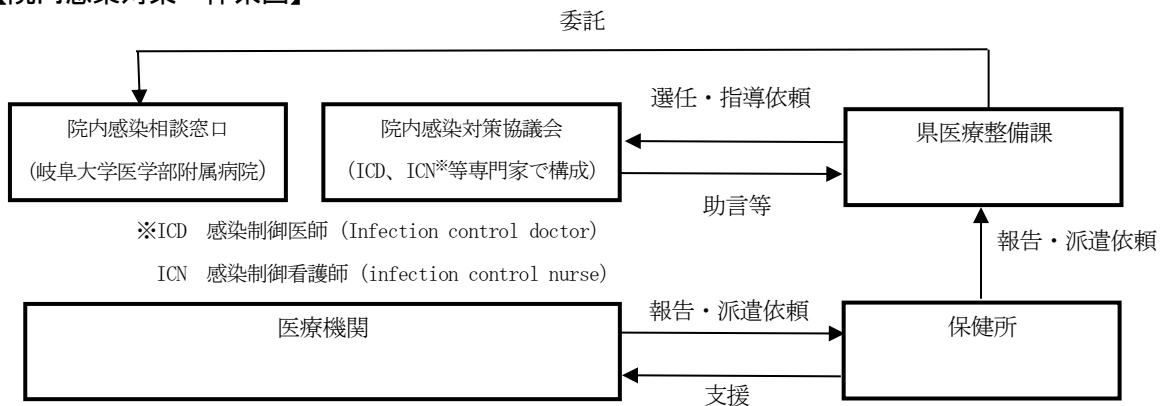 委託
選任・指導依頼
院内感染相談窓口
(岐阜大学医学部附属病院)
院内感染対策協議会
(ICD、ICN※等専門家で構成)
県医療整備課
助言等
※ICD 感染制御医師 (Infection control doctor)
ICN 感染制御看護師 (infection control nurse)
報告・派遣依頼
医療機関
報告・派遣依頼
保健所
支援